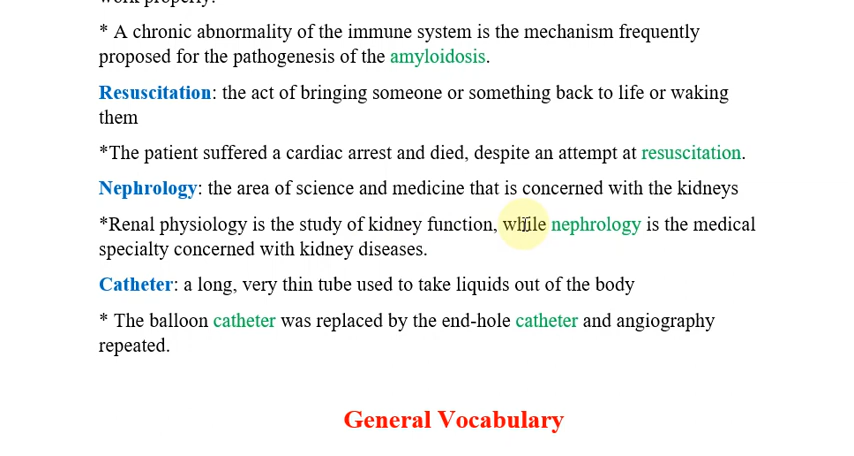 work properly.
* A chronic abnormality of the immune system is the mechanism frequently
proposed for the pathogenesis of the amyloidosis.
Resuscitation: the act of bringing someone or something back to life or waking
them
*The patient suffered a cardiac arrest and died, despite an attempt at resuscitation.
Nephrology: the area of science and medicine that is concerned with the kidneys
*Renal physiology is the study of kidney function, while nephrology is the medical
specialty concerned with kidney diseases.
Catheter: a long, very thin tube used to take liquids out of the body
* The balloon catheter was replaced by the end-hole catheter and angiography
repeated.
General Vocabulary